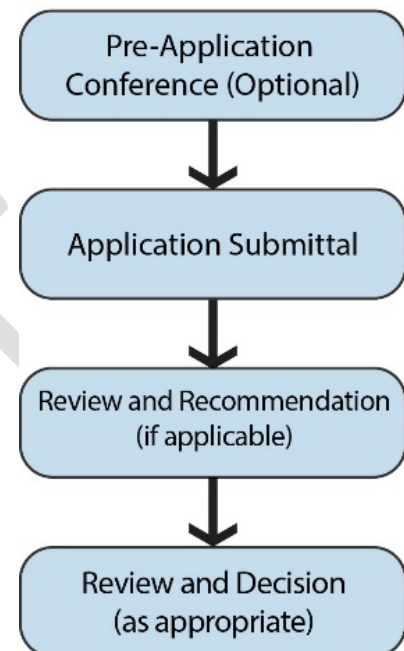 Pre-Application
Conference (Optional)
Application Submittal
Review and Recommendation
(if applicable)
Review and Decision
(as appropriate)